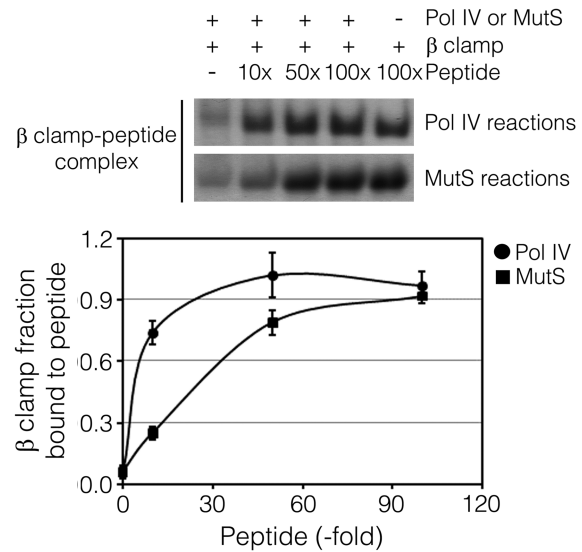 + + + + - Pol IV or MutS
+ + + + + β clamp
- 10x 50x 100x 100x Peptide
β clamp-peptide
complex
Pol IV reactions
MutS reactions
1.2
0.9
0.6
0.3
0.0
0 30 60 90 120
β clamp fraction
bound to peptide
Peptide (-fold)
Pol IV
MutS